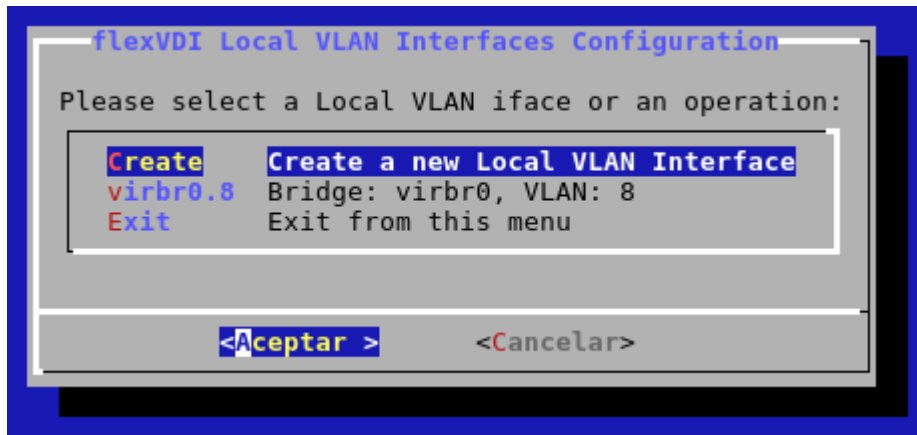 flexVDI Local VLAN Interfaces Configuration
Please select a Local VLAN iface or an operation:
Create Create a new Local VLAN Interface
virbr0.8 Bridge: virbr0, VLAN: 8
Exit Exit from this menu
<Aceptar > <Cancelar>